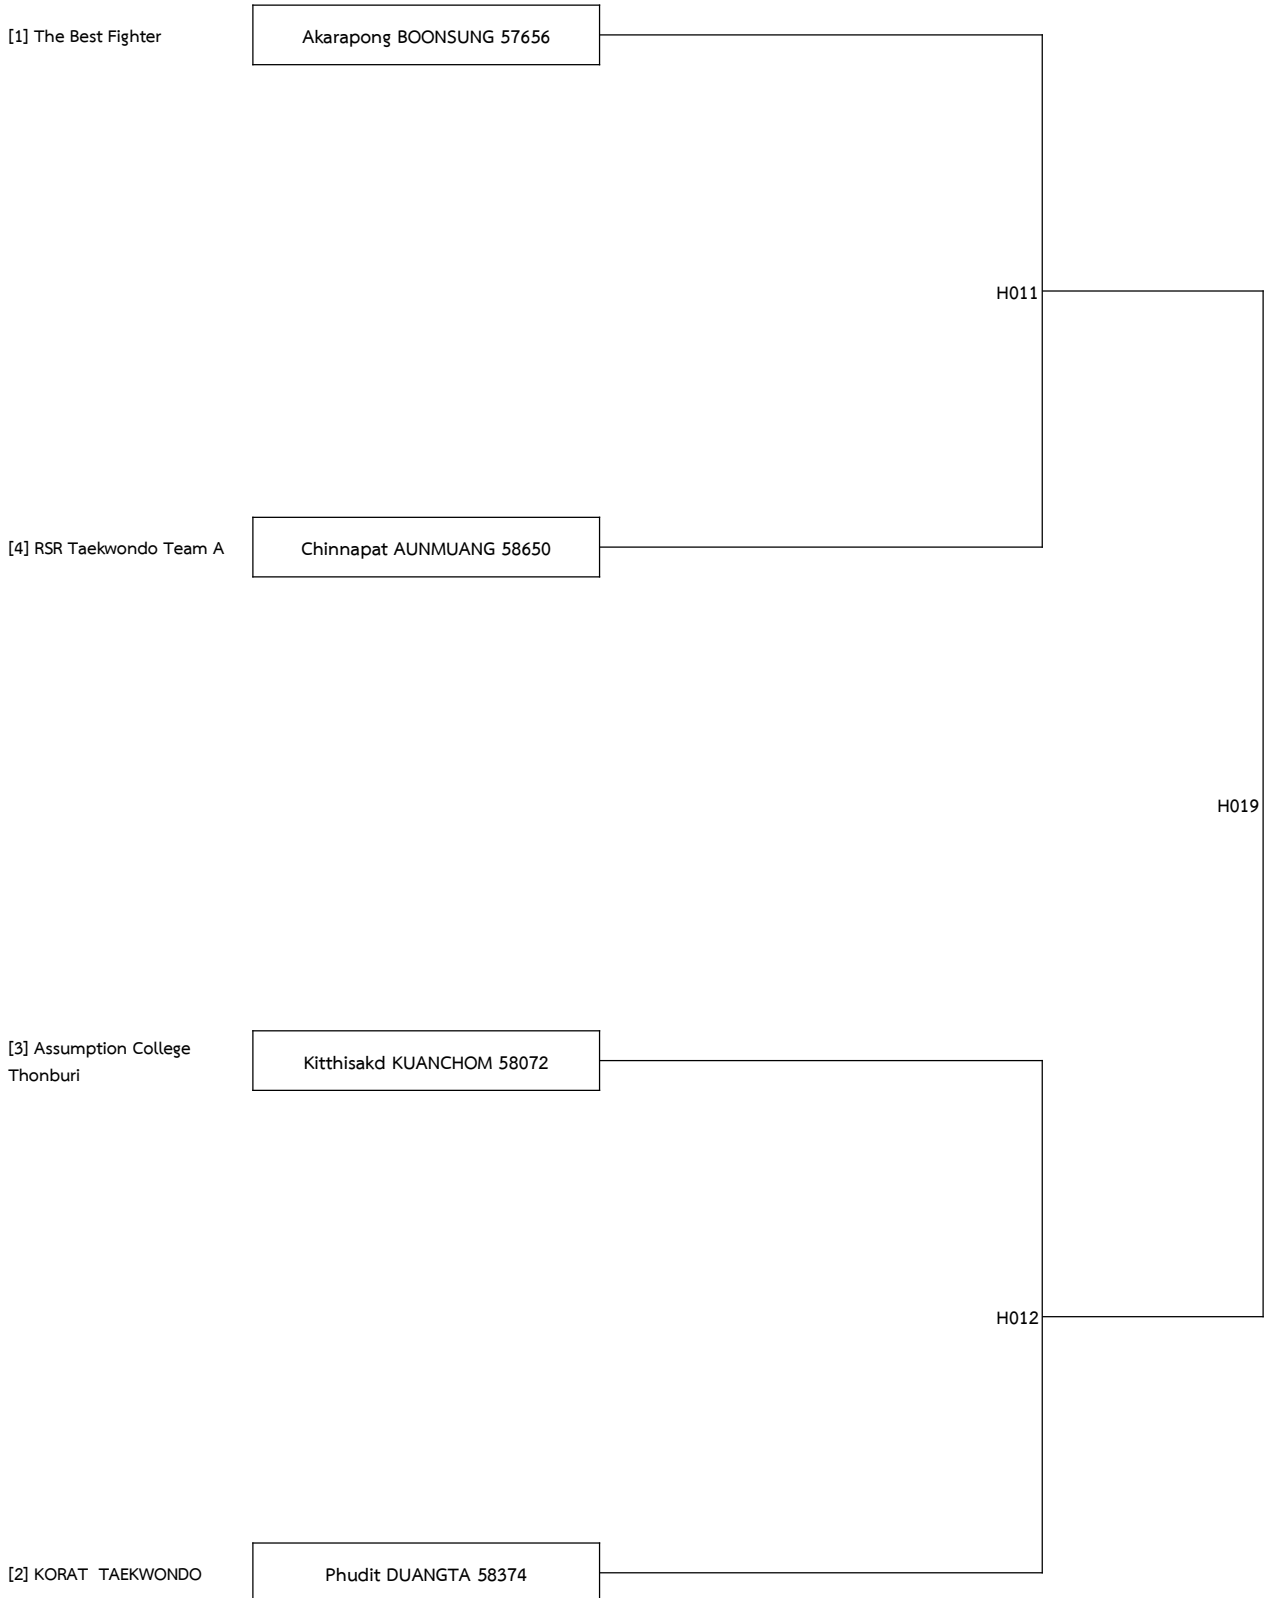 [1] The Best Fighter
Akarapong BOONSUNG 57656
H011
[4] RSR Taekwondo Team A
Chinnapat AUNMUANG 58650
H019
[3] Assumption College
Thonburi
Kitthisakd KUANCHOM 58072
H012
[2] KORAT TAEKWONDO
Phudit DUANGTA 58374